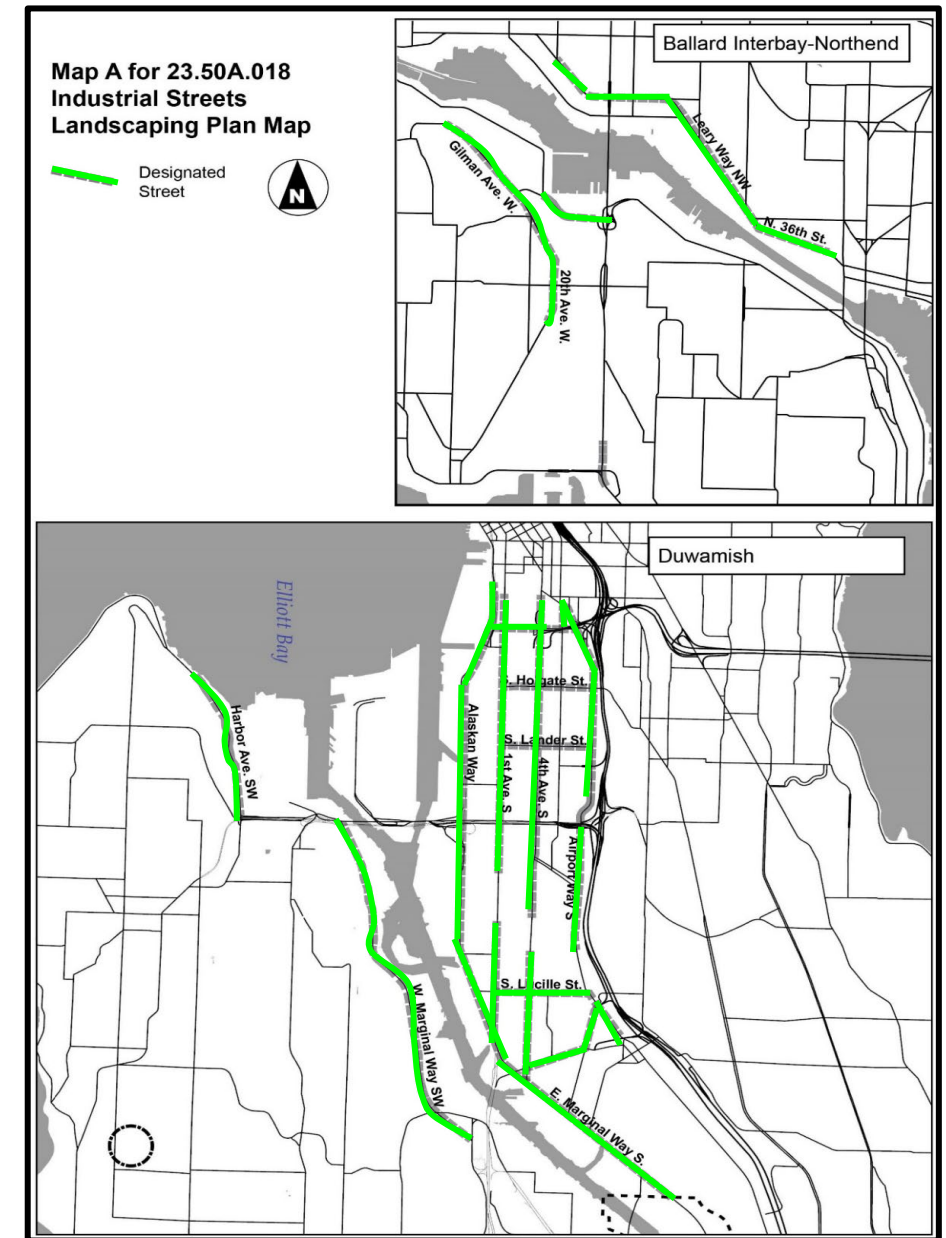 Map A for 23.50A.018
Industrial Streets
Landscaping Plan Map
Designated
Street
N
Ballard Interbay-Northend
Leary Way NW
Gilman Ave. W.
N. 36th St.
20th Ave. W.
Duwamish
Elliott Bay
S. Holgate St.
Harbor Ave. SW
Alaskan Way
S. Lander St.
1st Ave. S
4th Ave. S
Airport Way S
S. Lucille St.
W. Marginal Way SW
E. Marginal Way S.